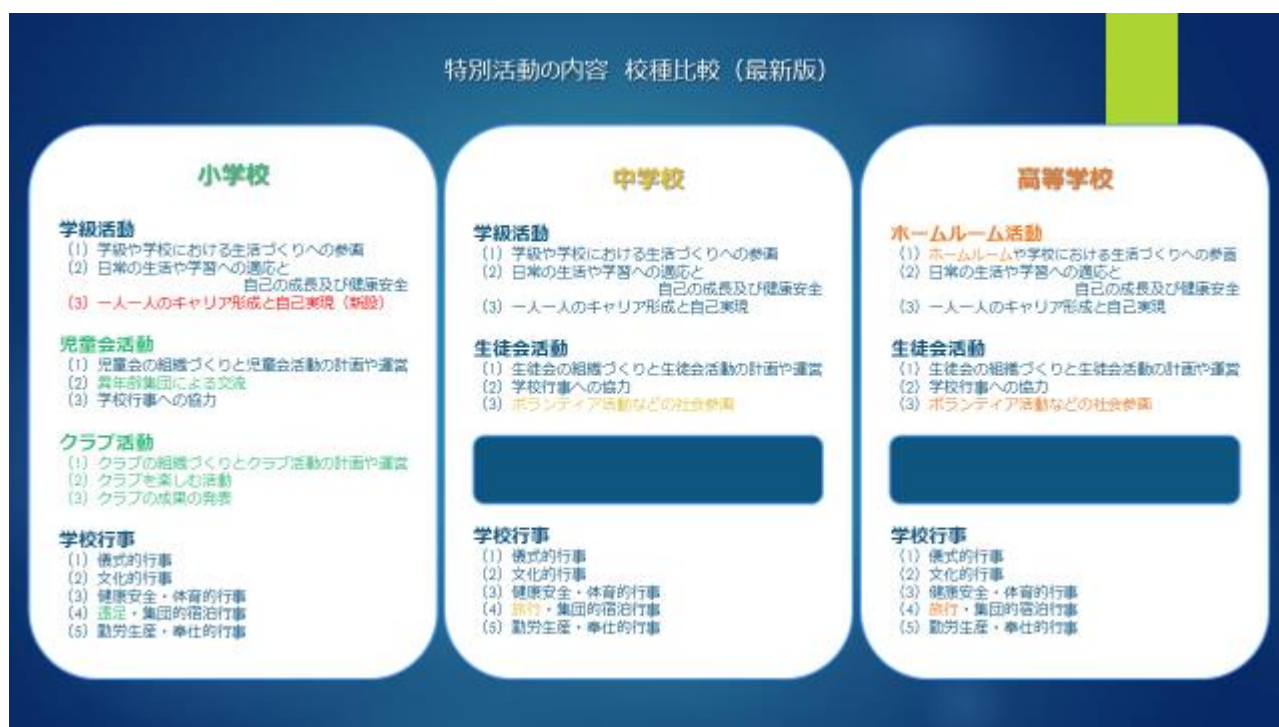 特別活動の内容 校種比較（最新版）
小学校
学級活動
(1) 学級や学校における生活づくりへの参画
(2) 日常の生活や学習への適応と
自己の成長及び健康安全
(3) 一人一人のキャリア形成と自己実現（新設）
児童会活動
(1) 児童会の組織づくりと児童会活動の計画や運営
(2) 異年齢集団による交流
(3) 学校行事への協力
クラブ活動
(1) クラブの組織づくりとクラブ活動の計画や運営
(2) クラブを楽しむ活動
(3) クラブの成果の発表
学校行事
(1) 儀式的行事
(2) 文化的行事
(3) 健康安全・体育的行事
(4) 遠足・集団的宿泊行事
(5) 勤労生産・奉仕的行事
中学校
学級活動
(1) 学級や学校における生活づくりへの参画
(2) 日常の生活や学習への適応と
自己の成長及び健康安全
(3) 一人一人のキャリア形成と自己実現
生徒会活動
(1) 生徒会の組織づくりと生徒会活動の計画や運営
(2) 学校行事への協力
(3) ボランティア活動などの社会参画
学校行事
(1) 儀式的行事
(2) 文化的行事
(3) 健康安全・体育的行事
(4) 旅行・集団的宿泊行事
(5) 勤労生産・奉仕的行事
高等学校
ホームルーム活動
(1) ホームルームや学校における生活づくりへの参画
(2) 日常の生活や学習への適応と
自己の成長及び健康安全
(3) 一人一人のキャリア形成と自己実現
生徒会活動
(1) 生徒会の組織づくりと生徒会活動の計画や運営
(2) 学校行事への協力
(3) ボランティア活動などの社会参画
学校行事
(1) 儀式的行事
(2) 文化的行事
(3) 健康安全・体育的行事
(4) 旅行・集団的宿泊行事
(5) 勤労生産・奉仕的行事